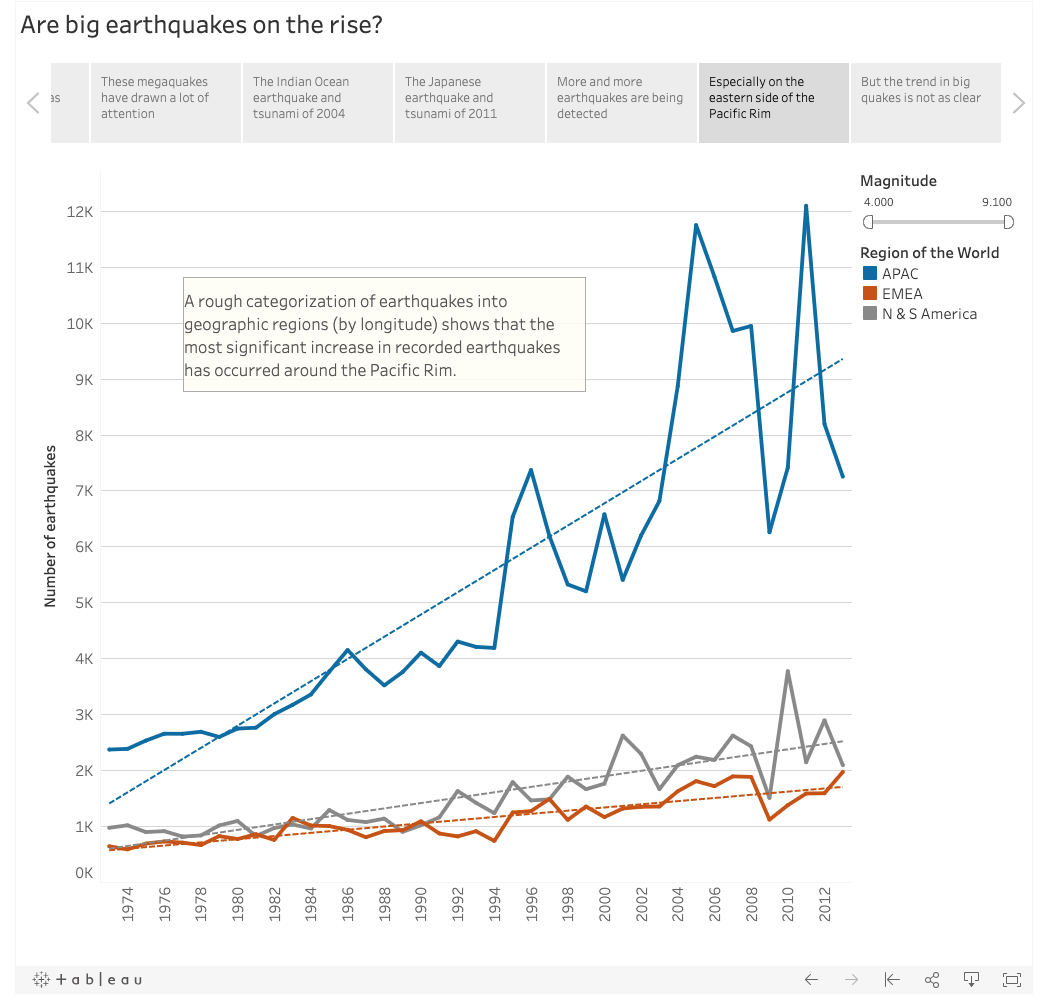 Are big earthquakes on the rise?
as
These megaquakes
have drawn a lot of
attention
The Indian Ocean
earthquake and
tsunami of 2004
The Japanese
earthquake and
tsunami of 2011
More and more
earthquakes are being
detected
Especially on the
eastern side of the
Pacific Rim
But the trend in big
quakes is not as clear
Magnitude
4.000 9.100
Region of the World
APAC
EMEA
N & S America
A rough categorization of earthquakes into
geographic regions (by longitude) shows that the
most significant increase in recorded earthquakes
has occurred around the Pacific Rim.
Number of earthquakes
12K
11K
10K
9K
8K
7K
6K
5K
4K
3K
2K
1K
0K
1974 1976 1978 1980 1982 1984 1986 1988 1990 1992 1994 1996 1998 2000 2002 2004 2006 2008 2010 2012
+ a b | e a u